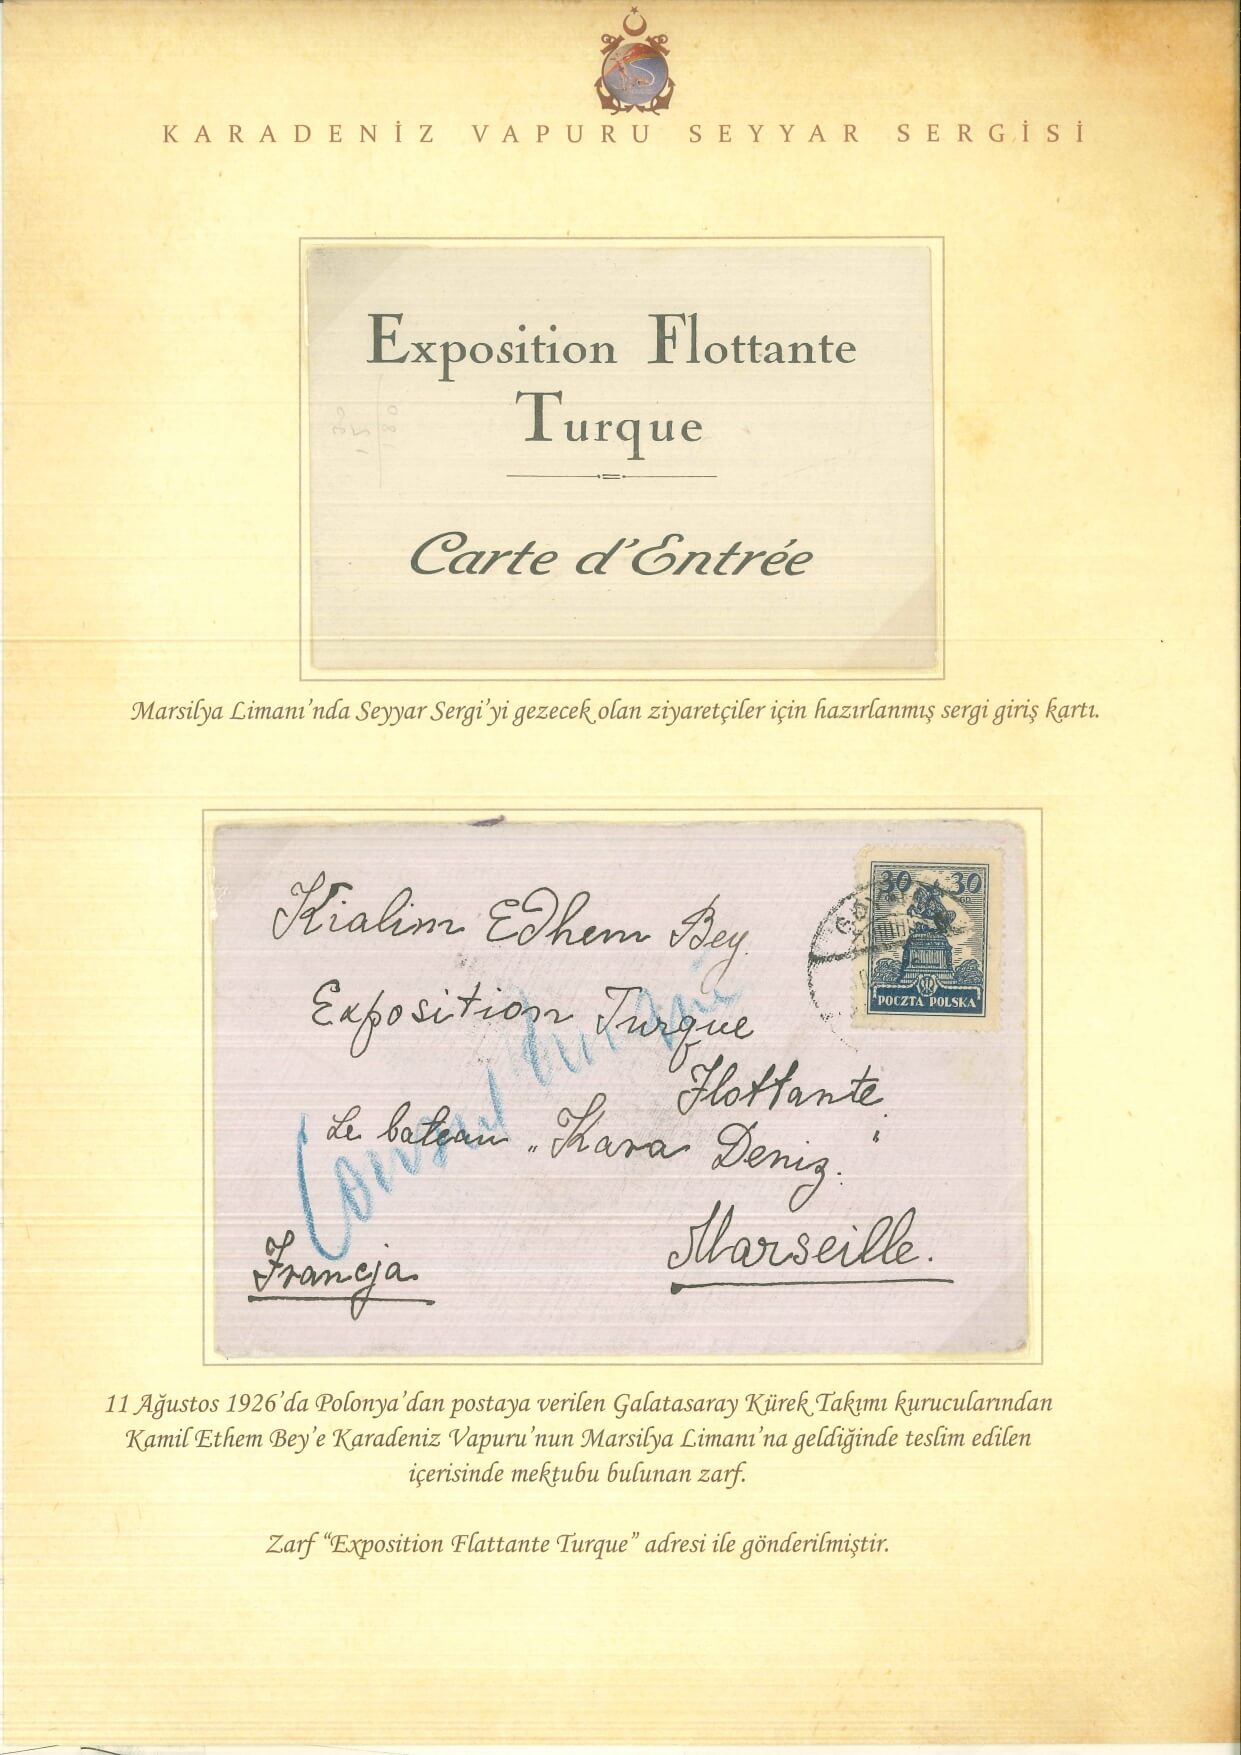 KARADENİZ VAPURU SEYYAR SERGİSİ
Exposition Flottante
Turque
Carte d'Entrée
Marsilya Limanı'nda Seyyar Sergi'yi gezecek olan ziyaretçiler için hazırlanmış sergi giriş kartı.
30 30
POCZTA POLSKA
Kialim Edhem Bey.
Exposition Turque
Flottante
Le bateau „Kara Deniz."
Marseille.
Francja
11 Ağustos 1926'da Polonya'dan postaya verilen Galatasaray Kürek Takımı kurucularından
Kamil Ethem Bey'e Karadeniz Vapuru'nun Marsilya Limanı'na geldiğinde teslim edilen
içerisinde mektubu bulunan zarf.
Zarf "Exposition Flattante Turque" adresi ile gönderilmiştir.